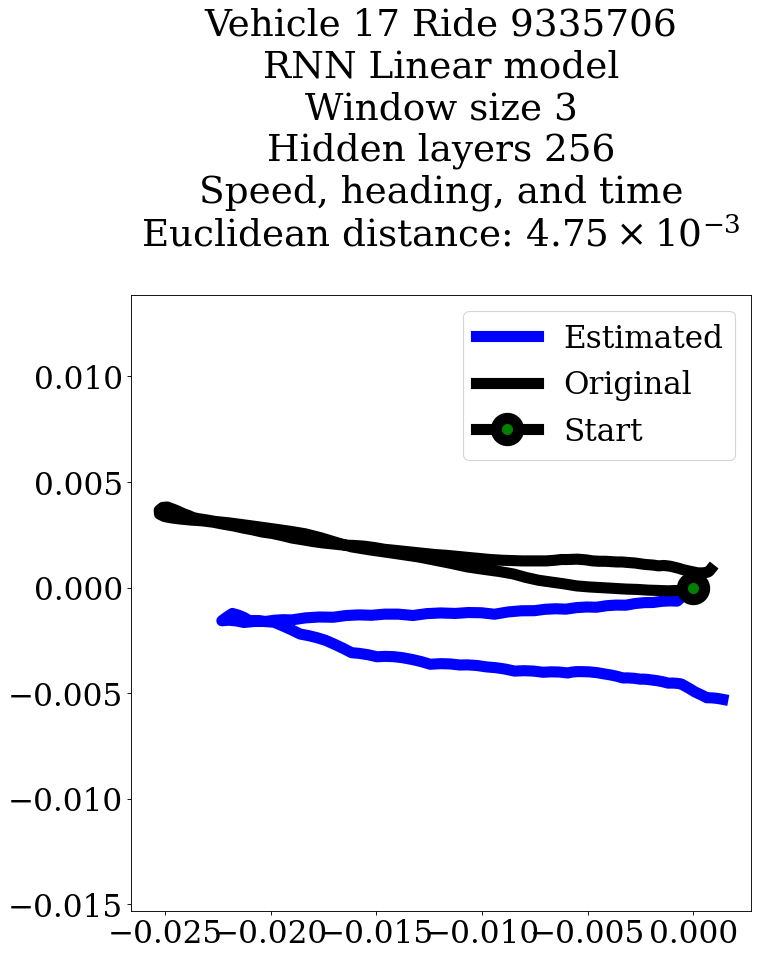 Vehicle 17 Ride 9335706
RNN Linear model
Window size 3
Hidden layers 256
Speed, heading, and time
Euclidean distance: 4.75 × 10⁻³
Estimated
Original
Start
0.010
0.005
0.000
−0.005
−0.010
−0.015
−0.025 −0.020 −0.015 −0.010 −0.005 0.000